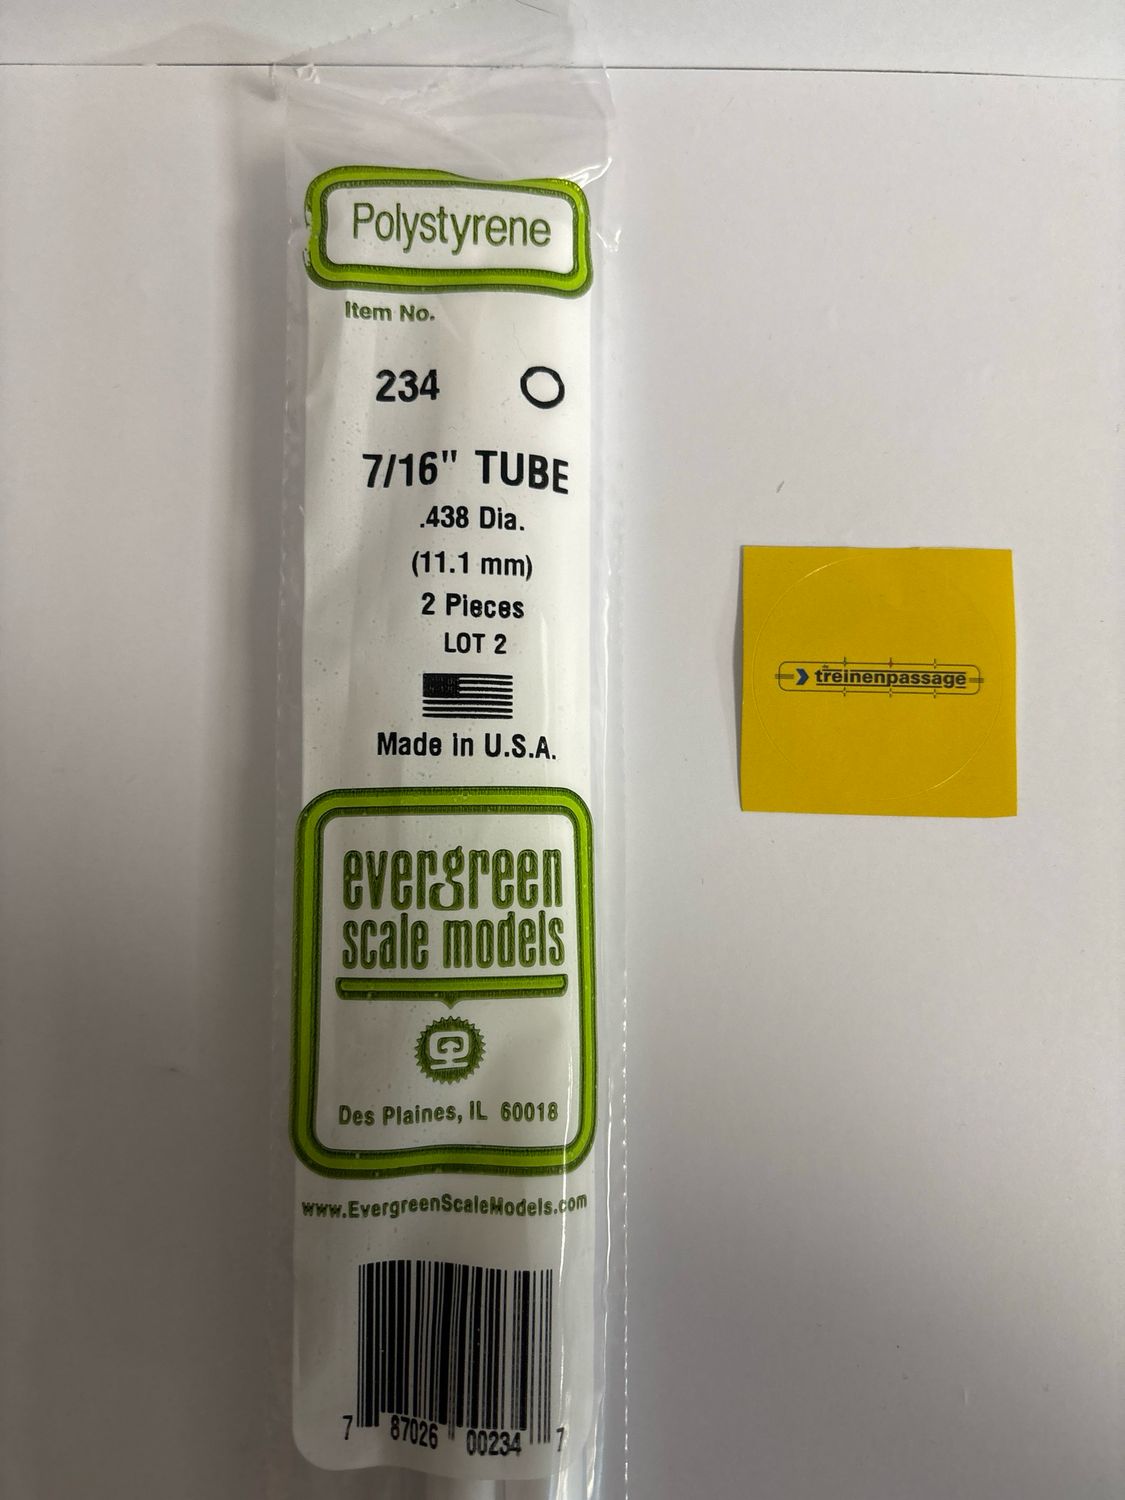 Polystyrene
Item No.
234
7/16" TUBE
.438 Dia.
(11.1 mm)
2 Pieces
LOT 2
Made in U.S.A.
evergreen
scale models
Des Plaines, IL 60018
www.EvergreenScaleModels.com
7 87026 00234 7
de
treinenpassage